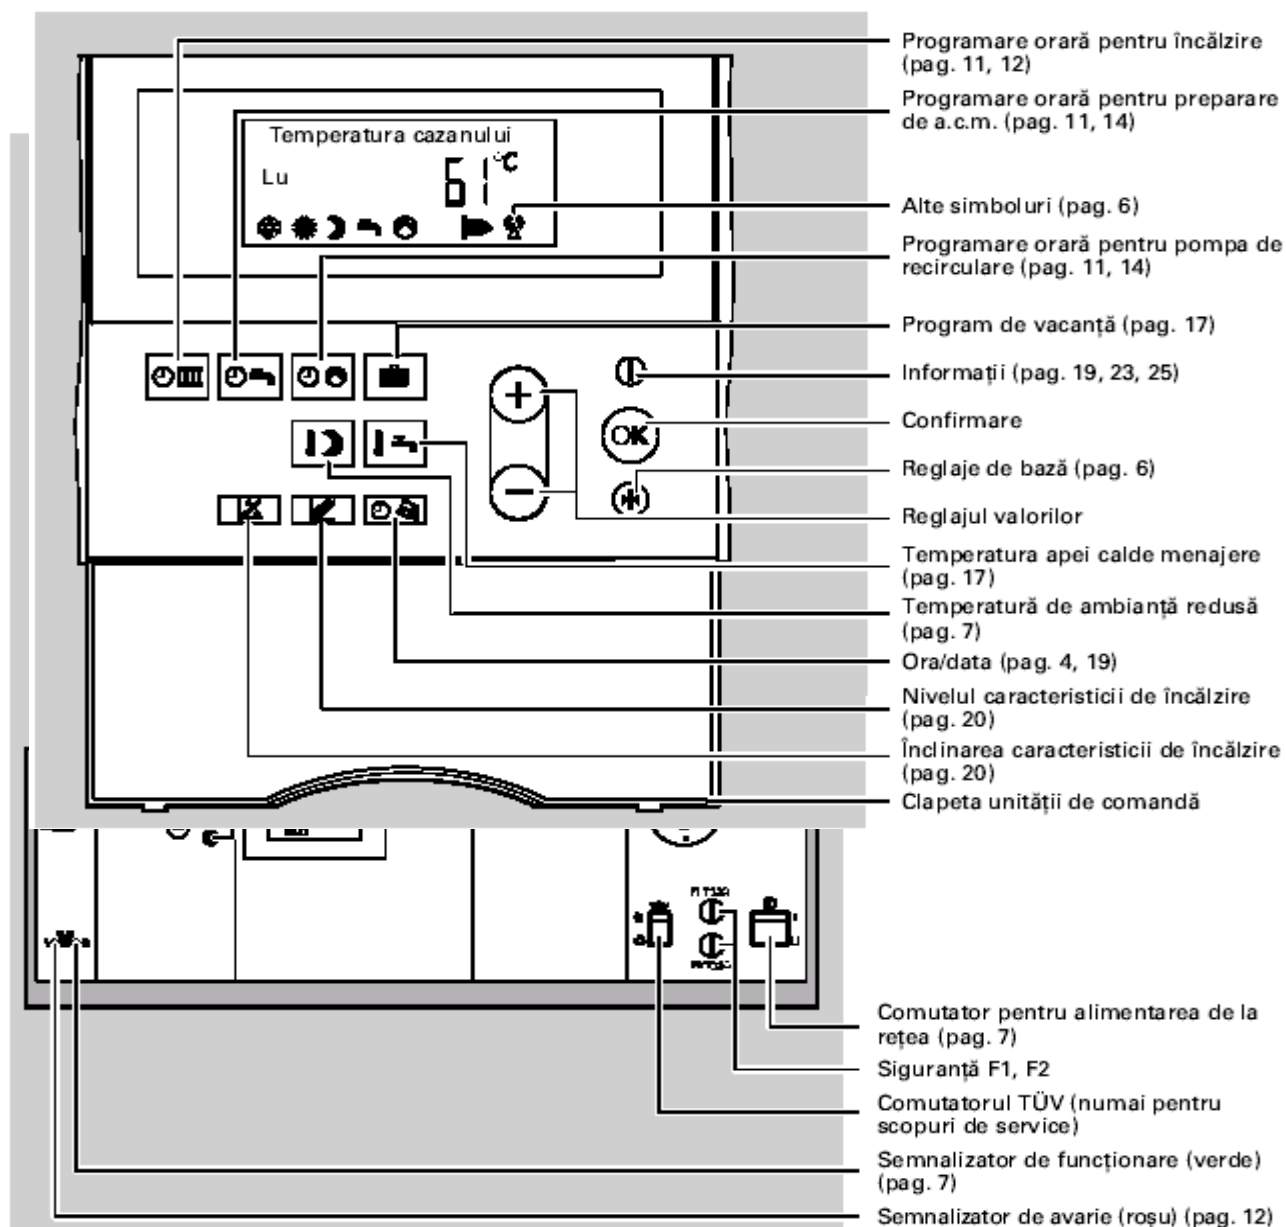 Programare orară pentru încălzire
(pag. 11, 12)
Programare orară pentru preparare
de a.c.m. (pag. 11, 14)
Temperatura cazanului
Lu
61 °C
Alte simboluri (pag. 6)
Programare orară pentru pompa de
recirculare (pag. 11, 14)
Program de vacanță (pag. 17)
Informații (pag. 19, 23, 25)
Confirmare
OK
Reglaje de bază (pag. 6)
Reglajul valorilor
Temperatura apei calde menajere
(pag. 17)
Temperatură de ambianță redusă
(pag. 7)
Ora/data (pag. 4, 19)
Nivelul caracteristicii de încălzire
(pag. 20)
Înclinarea caracteristicii de încălzire
(pag. 20)
Clapeta unității de comandă
Comutator pentru alimentarea de la
rețea (pag. 7)
Siguranță F1, F2
Comutatorul TÜV (numai pentru
scopuri de service)
Semnalizator de funcționare (verde)
(pag. 7)
Semnalizator de avarie (roșu) (pag. 12)